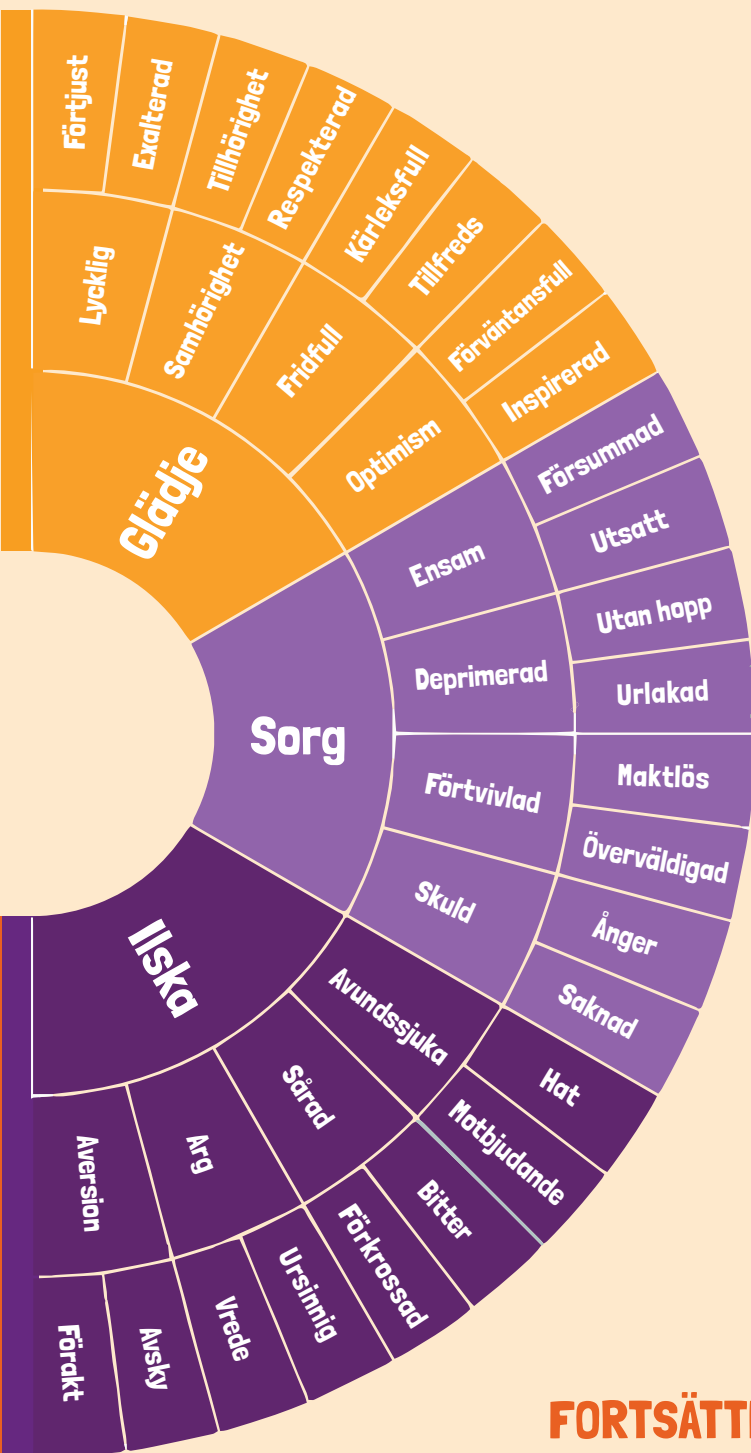 Förtjust
Exalterad
Tillhörighet
Respekterad
Kärleksfull
Tillfreds
Förväntansfull
Inspirerad
Lycklig
Samhörighet
Fridfull
Optimism
Glädje
Försummad
Utsatt
Utan hopp
Urlakad
Maktlös
Överväldigad
Ånger
Saknad
Ensam
Deprimerad
Förtvivlad
Skuld
Sorg
Ilska
Avundssjuka
Sårad
Arg
Aversion
Hat
Motbjudande
Bitter
Förkrossad
Ursinnig
Vrede
Avsky
Förakt